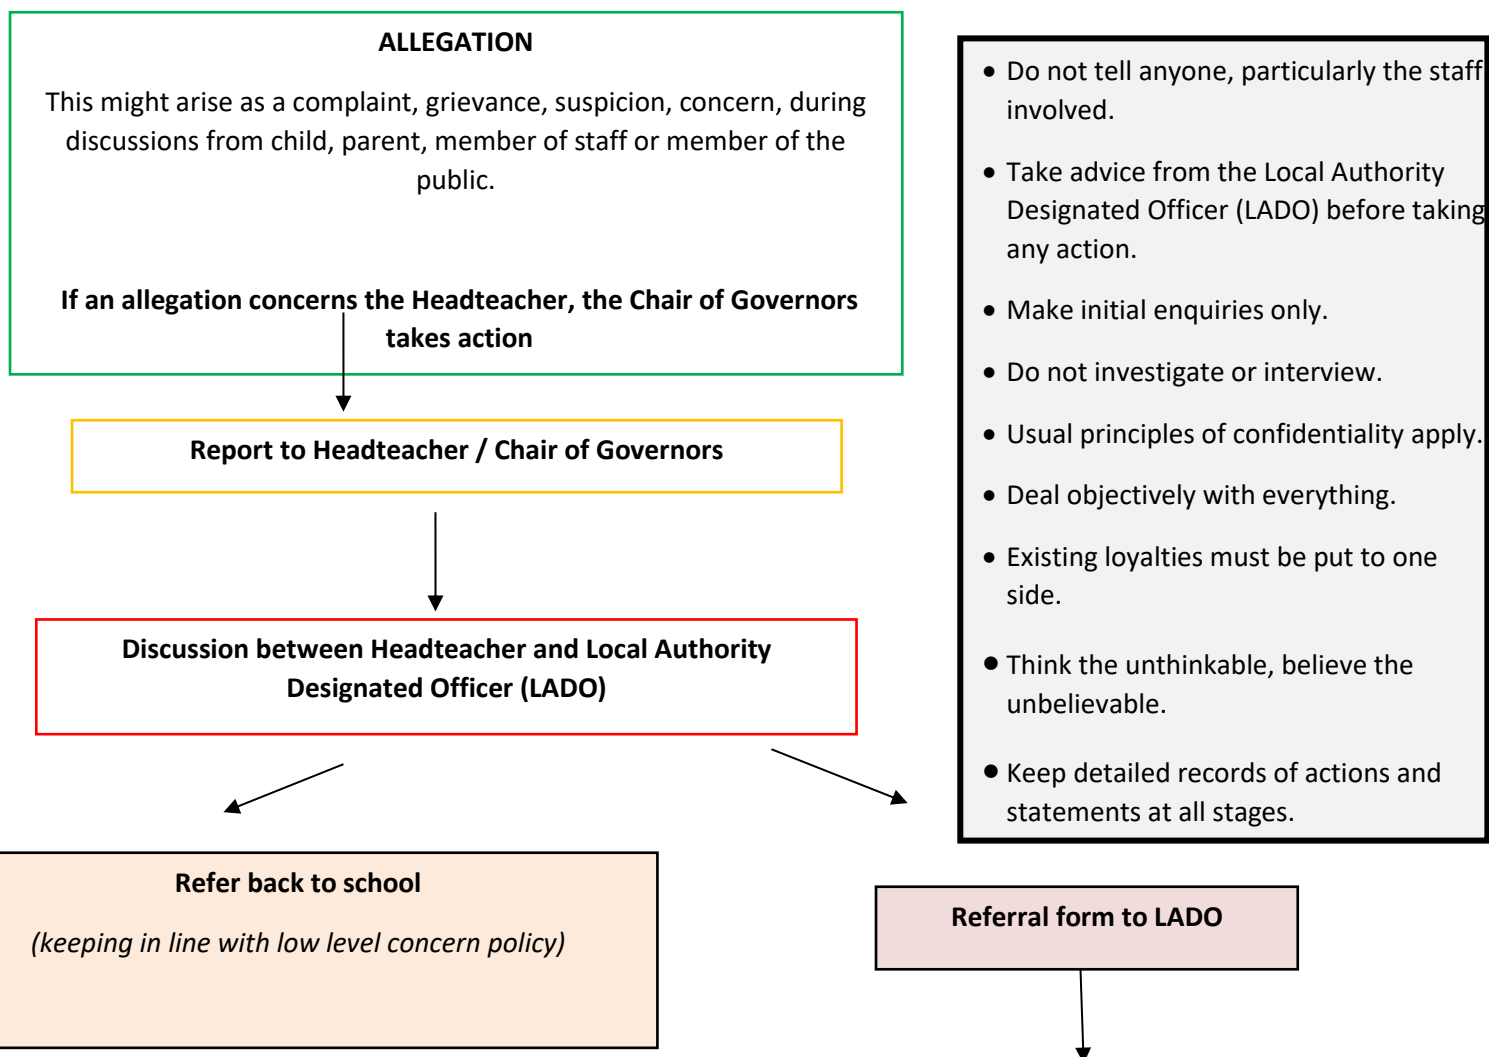 ALLEGATION
This might arise as a complaint, grievance, suspicion, concern, during
discussions from child, parent, member of staff or member of the
public.
If an allegation concerns the Headteacher, the Chair of Governors
takes action
Report to Headteacher / Chair of Governors
Discussion between Headteacher and Local Authority
Designated Officer (LADO)
Refer back to school
(keeping in line with low level concern policy)
• Do not tell anyone, particularly the staff
involved.
• Take advice from the Local Authority
Designated Officer (LADO) before taking
any action.
• Make initial enquiries only.
• Do not investigate or interview.
• Usual principles of confidentiality apply.
• Deal objectively with everything.
• Existing loyalties must be put to one
side.
• Think the unthinkable, believe the
unbelievable.
• Keep detailed records of actions and
statements at all stages.
Referral form to LADO